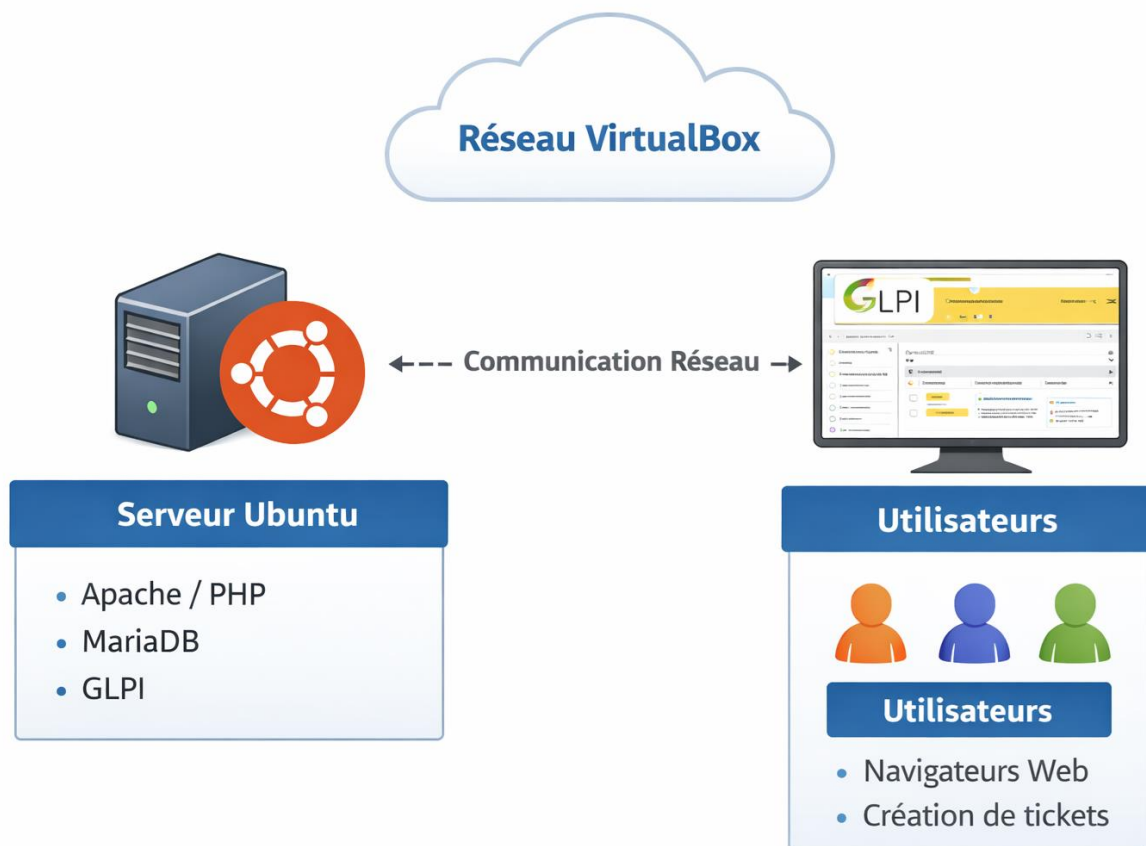 Réseau VirtualBox
GLPI
Communication Réseau
Serveur Ubuntu
• Apache / PHP
• MariaDB
• GLPI
Utilisateurs
Utilisateurs
• Navigateurs Web
• Création de tickets